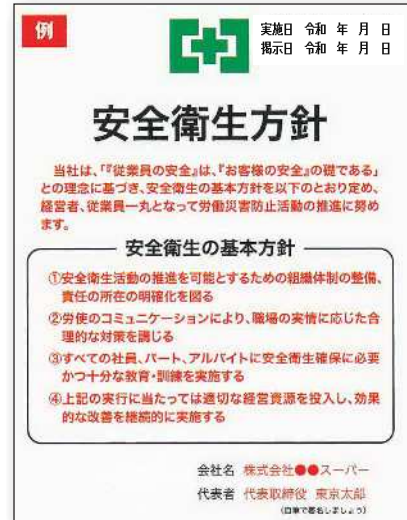 例
実施日 令和 年 月 日
掲示日 令和 年 月 日
安全衛生方針
当社は、「『従業員の安全』は、『お客様の安全』の礎である」
との理念に基づき、安全衛生の基本方針を以下のとおり定め、
経営者、従業員一丸となって労働災害防止活動の推進に努め
ます。
安全衛生の基本方針
①安全衛生活動の推進を可能とするための組織体制の整備、
責任の所在の明確化を図る
②労使のコミュニケーションにより、職場の実情に応じた合
理的な対策を講じる
③すべての社員、パート、アルバイトに安全衛生確保に必要
かつ十分な教育・訓練を実施する
④上記の実行に当たっては適切な経営資源を投入し、効果
的な改善を継続的に実施する
会社名 株式会社●●スーパー
代表者 代表取締役 東京太郎
(自筆で署名しましょう)